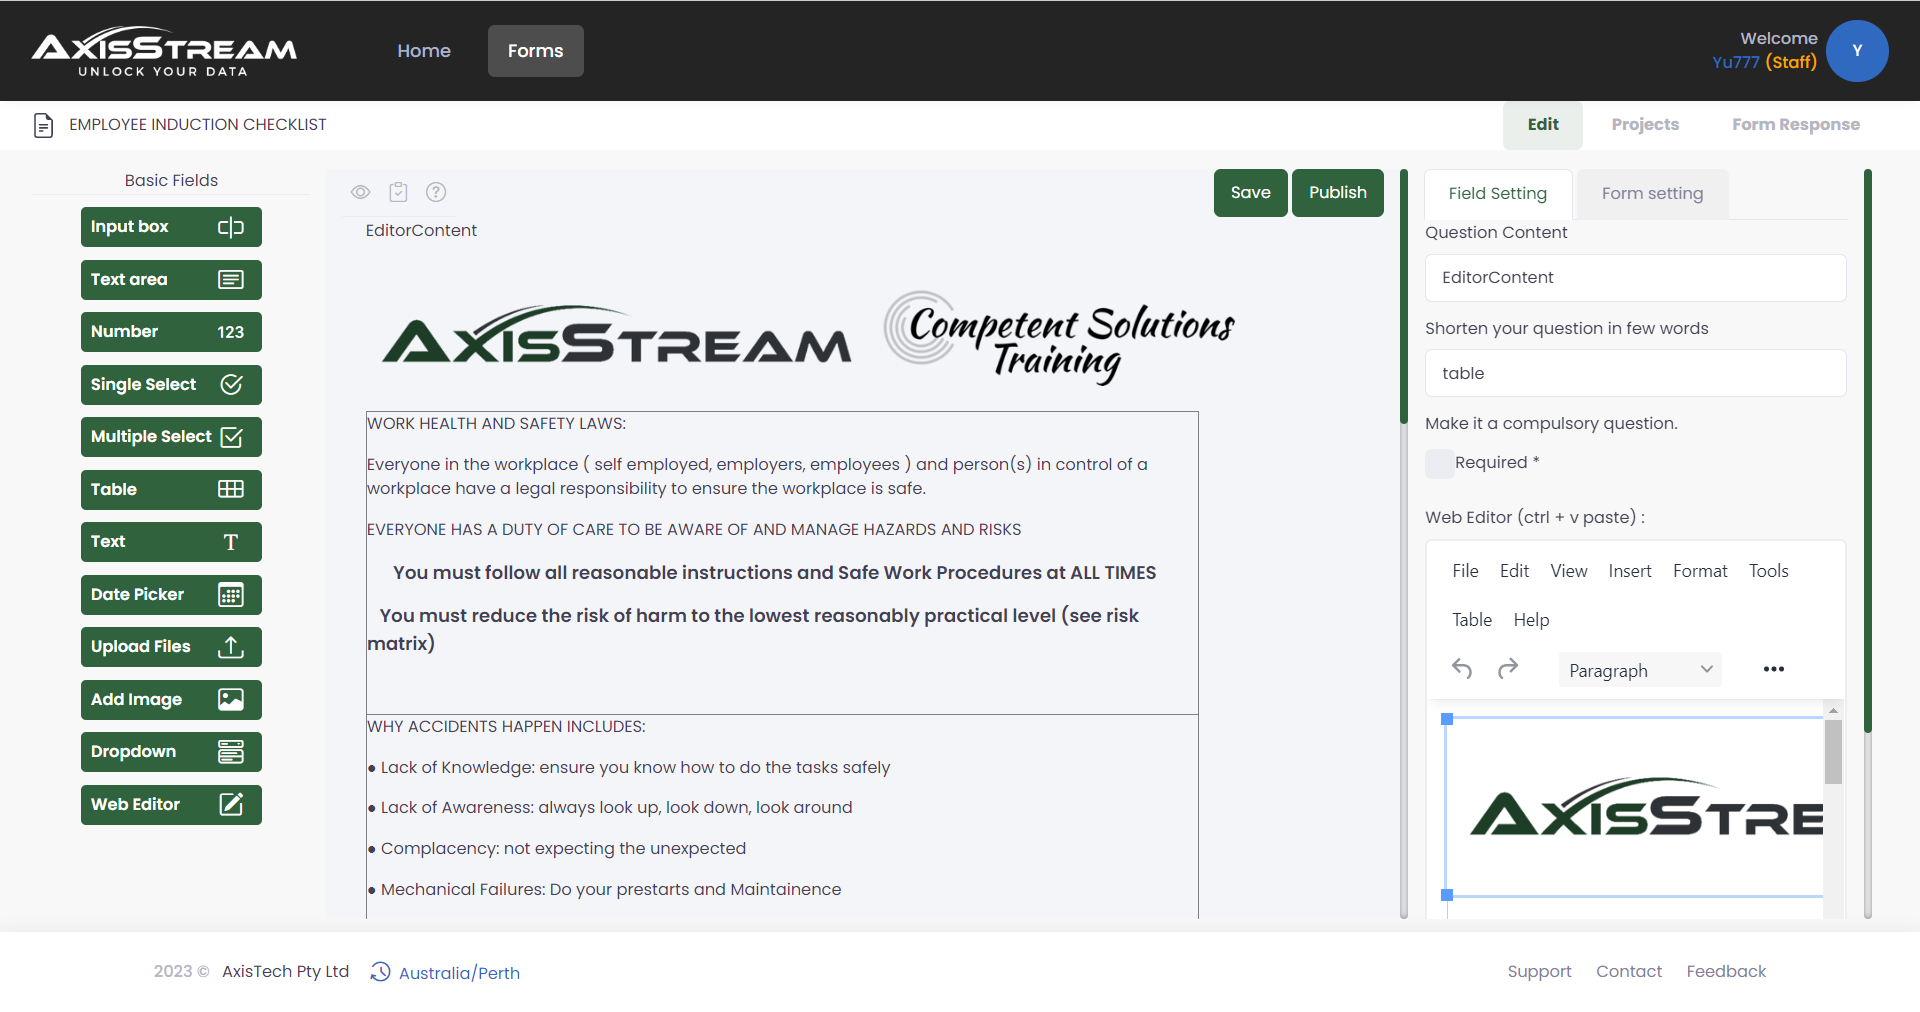 AXISSTREAM
UNLOCK YOUR DATA
Home
Forms
Welcome
Yu777 (Staff)
Y
EMPLOYEE INDUCTION CHECKLIST
Edit
Projects
Form Response
Basic Fields
Input box
Text area
Number 123
Single Select
Multiple Select
Table
Text T
Date Picker
Upload Files
Add Image
Dropdown
Web Editor
?
Save
Publish
EditorContent
AXISSTREAM
Competent Solutions
Training
WORK HEALTH AND SAFETY LAWS:
Everyone in the workplace ( self employed, employers, employees ) and person(s) in control of a
workplace have a legal responsibility to ensure the workplace is safe.
EVERYONE HAS A DUTY OF CARE TO BE AWARE OF AND MANAGE HAZARDS AND RISKS
You must follow all reasonable instructions and Safe Work Procedures at ALL TIMES
You must reduce the risk of harm to the lowest reasonably practical level (see risk
matrix)
WHY ACCIDENTS HAPPEN INCLUDES:
● Lack of Knowledge: ensure you know how to do the tasks safely
● Lack of Awareness: always look up, look down, look around
● Complacency: not expecting the unexpected
● Mechanical Failures: Do your prestarts and Maintainence
Field Setting
Form setting
Question Content
EditorContent
Shorten your question in few words
table
Make it a compulsory question.
Required *
Web Editor (ctrl + v paste) :
File Edit View Insert Format Tools
Table Help
Paragraph
AXISSTRE
2023 © AxisTech Pty Ltd
Australia/Perth
Support Contact Feedback